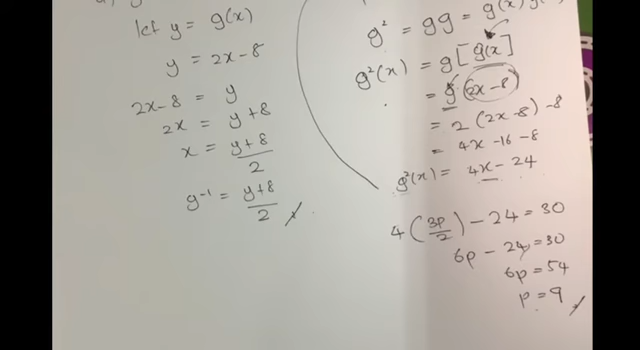 let y = g(x)
y = 2x-8
2x-8 = y
2x = y+8
x = y+8/2
g⁻¹ = y+8/2
g² = gg = g(x)
g²(x) = g[g(x]
= g(2x-8)
= 2(2x-8)-8
= 4x-16-8
g²(x) = 4x-24
4(3p/2)-24=30
6p-24=30
6p=54
p=9